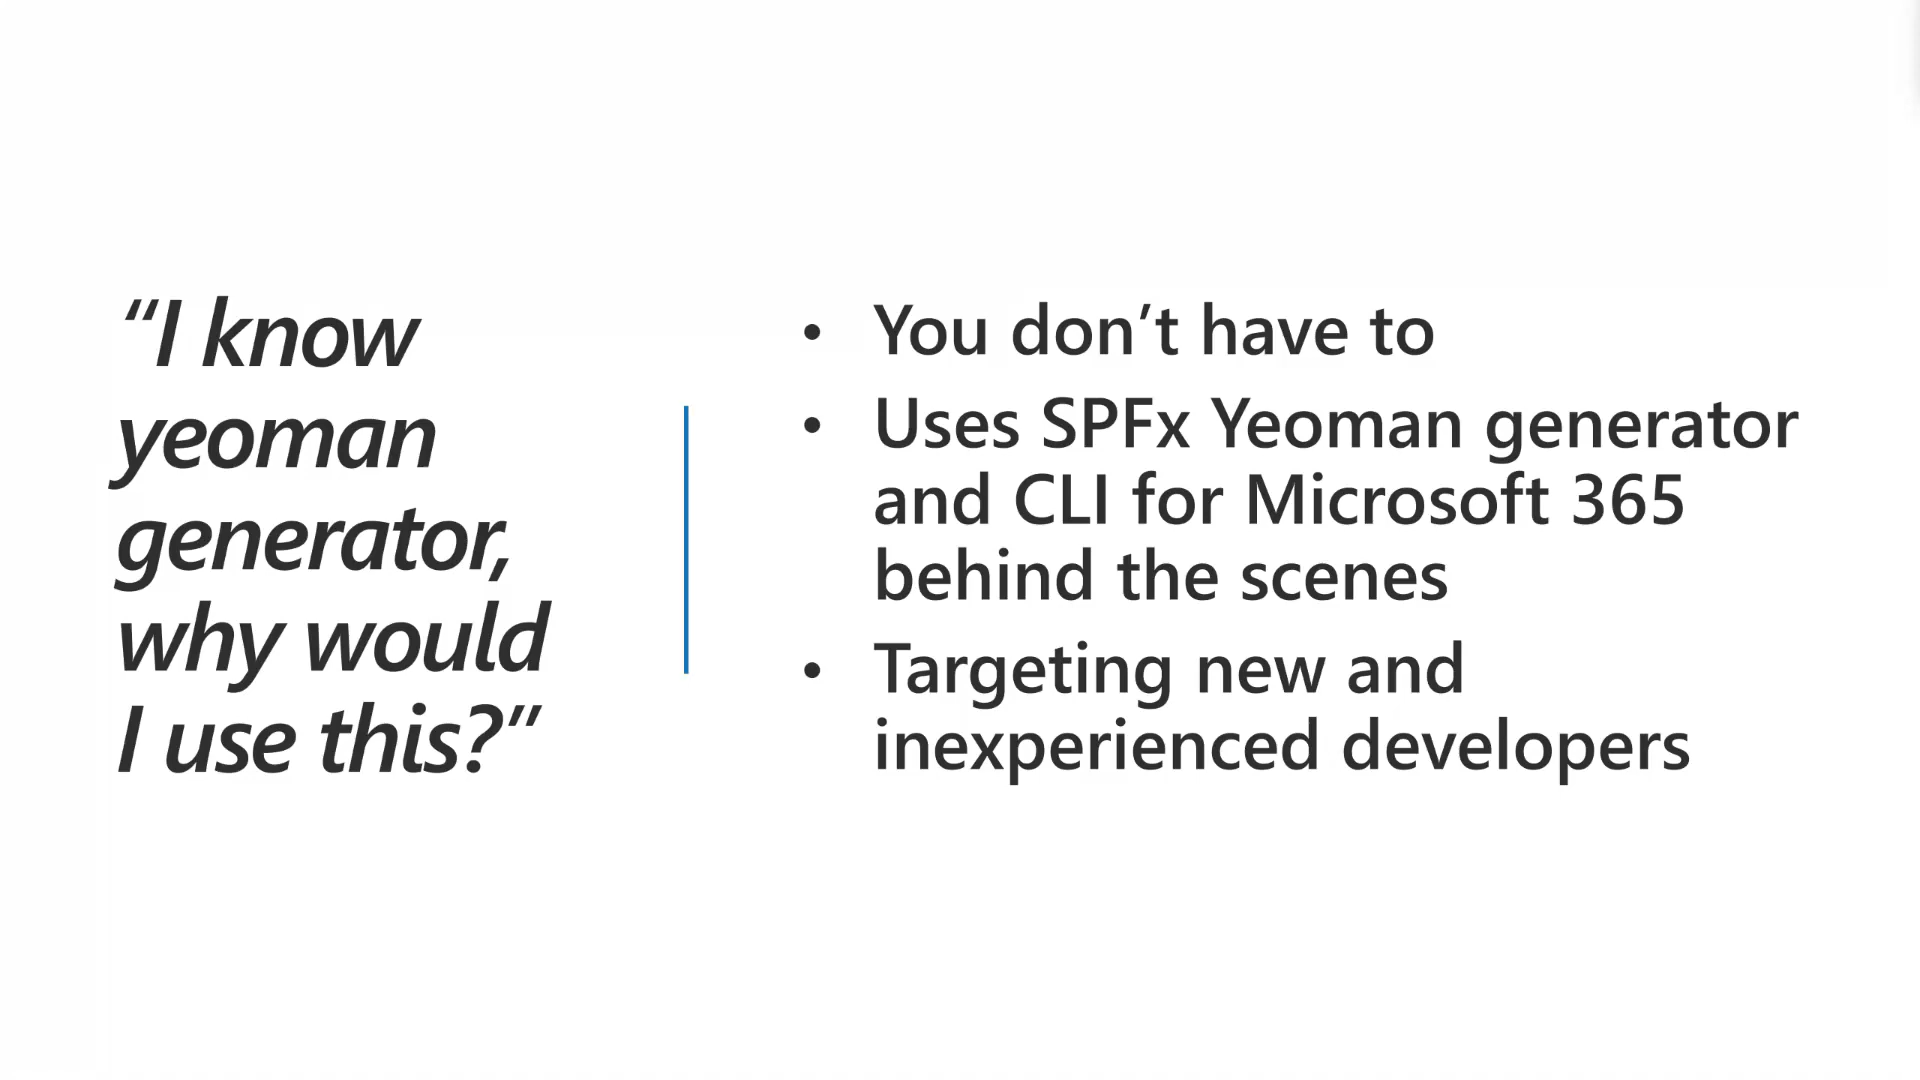 “I know
yeoman
generator,
why would
I use this?”
• You don’t have to
• Uses SPFx Yeoman generator
and CLI for Microsoft 365
behind the scenes
• Targeting new and
inexperienced developers